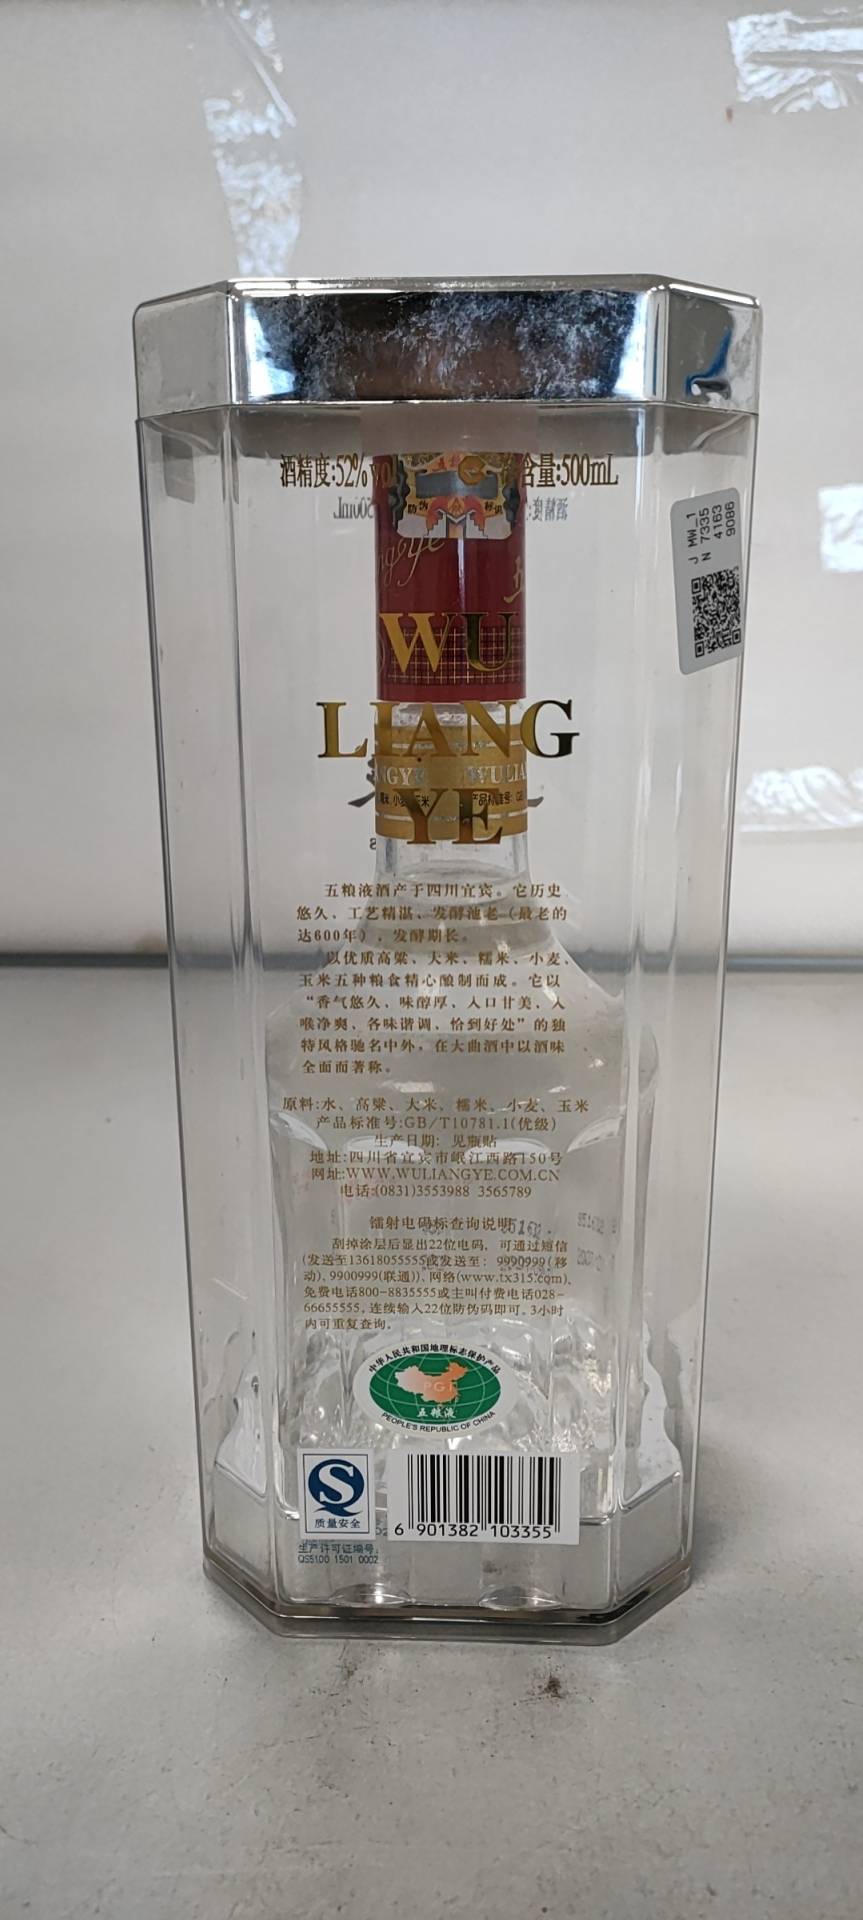 酒精度:52%vol
净含量:500mL
五粮
防伪
标识
J MW_1
N 7335
4163
9086
WU
LIANG
YE
五粮液酒产于四川宜宾。它历史
悠久、工艺精湛、发酵池老（最老的
达600年），发酵期长。
以优质高粱、大米、糯米、小麦、
玉米五种粮食精心酿制而成。它以
“香气悠久、味醇厚、入口甘美、入
喉净爽、各味谐调、恰到好处”的独
特风格驰名中外，在大曲酒中以酒味
全面而著称。
原料:水、高粱、大米、糯米、小麦、玉米
产品标准号:GB/T10781.1(优级)
生产日期: 见瓶贴
地址:四川省宜宾市岷江西路150号
网址:WWW.WULIANGYE.COM.CN
电话:(0831)3553988 3565789
镭射电码标查询说明
刮掉涂层后显出22位电码，可通过短信
(发送至13618055555或发送至：9990999(移
动)、9900999(联通))、网络(www.tx315.com)、
免费电话800-8835555或主叫付费电话028-
66655555，连续输入22位防伪码即可。3小时
内可重复查询。
中华人民共和国地理标志保护产品
PGI
五粮液
PEOPLE'S REPUBLIC OF CHINA
质量安全
生产许可证编号:
QS5100 1501 0002
6 901382 103355